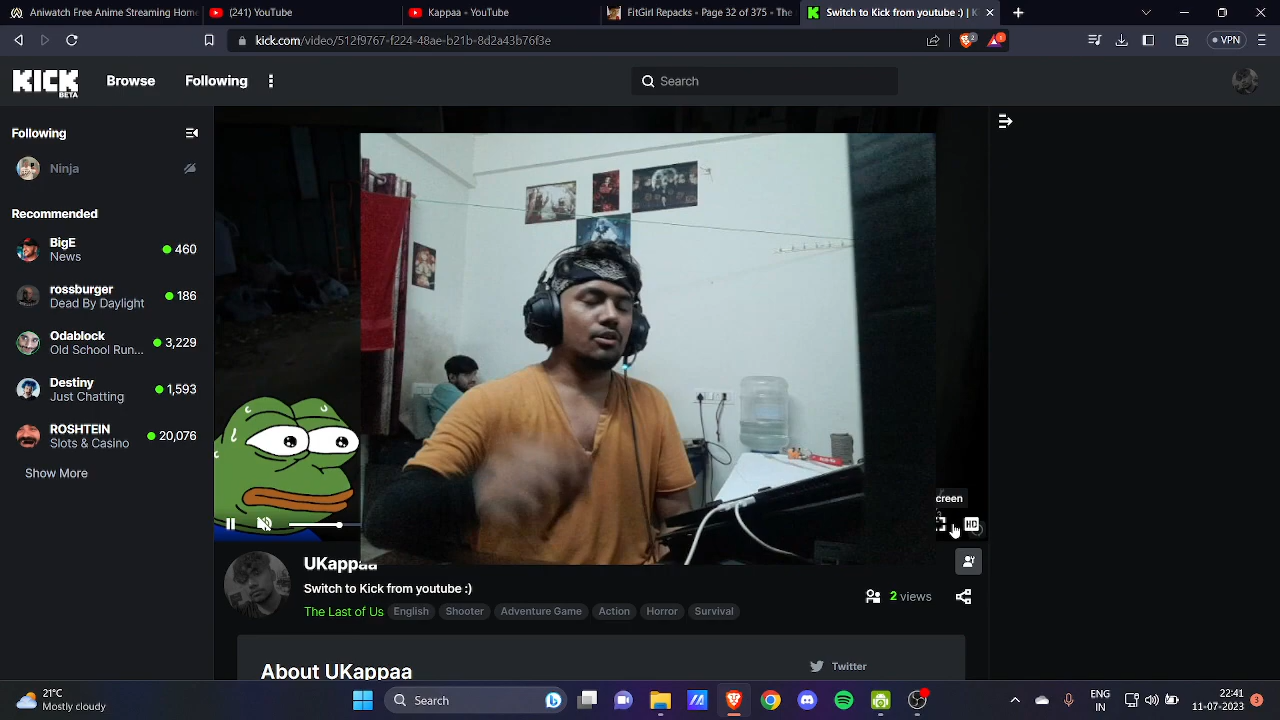 Aniwatch Free Anime Streaming Home
(241) YouTube
Kappaa • YouTube
FitGirl Repacks • Page 32 of 375 • The
Switch to Kick from youtube :) | K
kick.com/video/512f9767-f224-48ae-b21b-8d2a43b76f3e
2
1
VPN
KICK
BETA
Browse
Following
Search
Following
Ninja
Recommended
BigE
News
460
rossburger
Dead By Daylight
186
Odablock
Old School Run...
3,229
Destiny
Just Chatting
1,593
ROSHTEIN
Slots & Casino
20,076
Show More
creen
HD
UKappaa
Switch to Kick from youtube :)
The Last of Us
English
Shooter
Adventure Game
Action
Horror
Survival
2 views
About UKappaa
Twitter
21°C
Mostly cloudy
Search
ENG
IN
22:41
11-07-2023
3